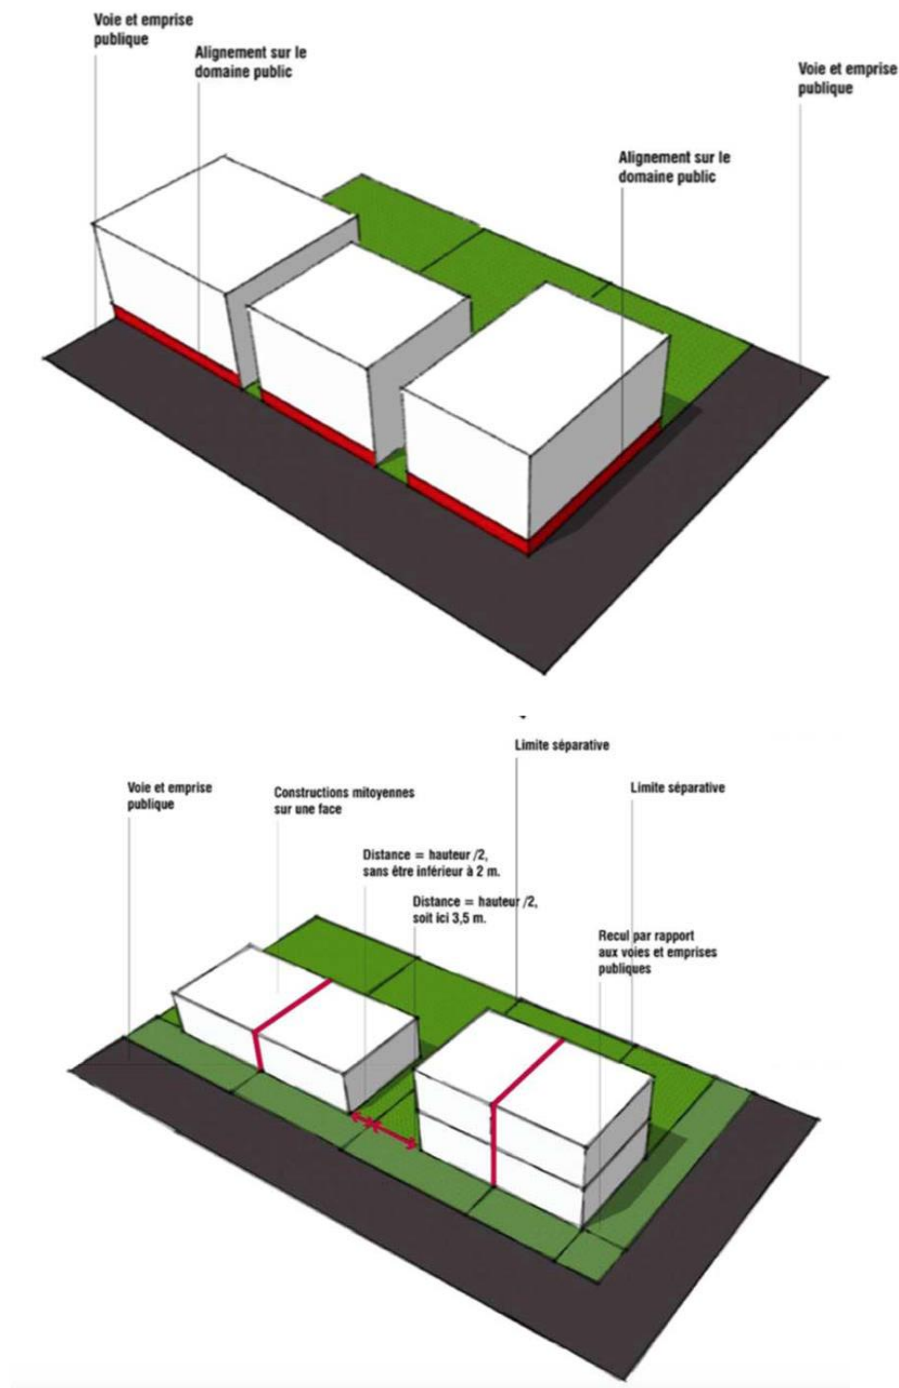 Voie et emprise
publique
Alignement sur le
domaine public
Voie et emprise
publique
Alignement sur le
domaine public
Limite séparative
Voie et emprise
publique
Constructions mitoyennes
sur une face
Limite séparative
Distance = hauteur /2,
sans être inférieur à 2 m.
Distance = hauteur /2,
soit ici 3,5 m.
Recul par rapport
aux voies et emprises
publiques